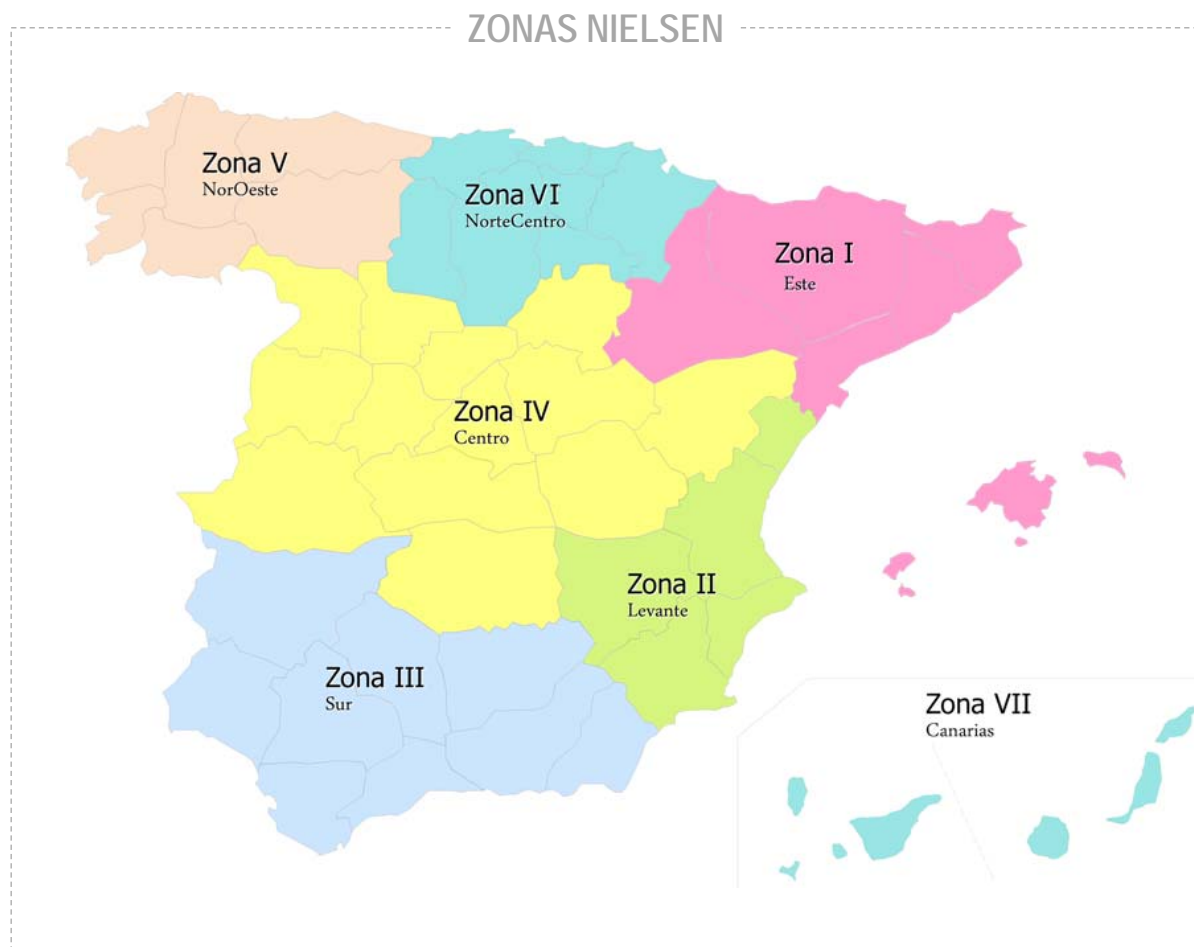 ZONAS NIELSEN
Zona V
NorOeste
Zona VI
NorteCentro
Zona I
Este
Zona IV
Centro
Zona II
Levante
Zona III
Sur
Zona VII
Canarias